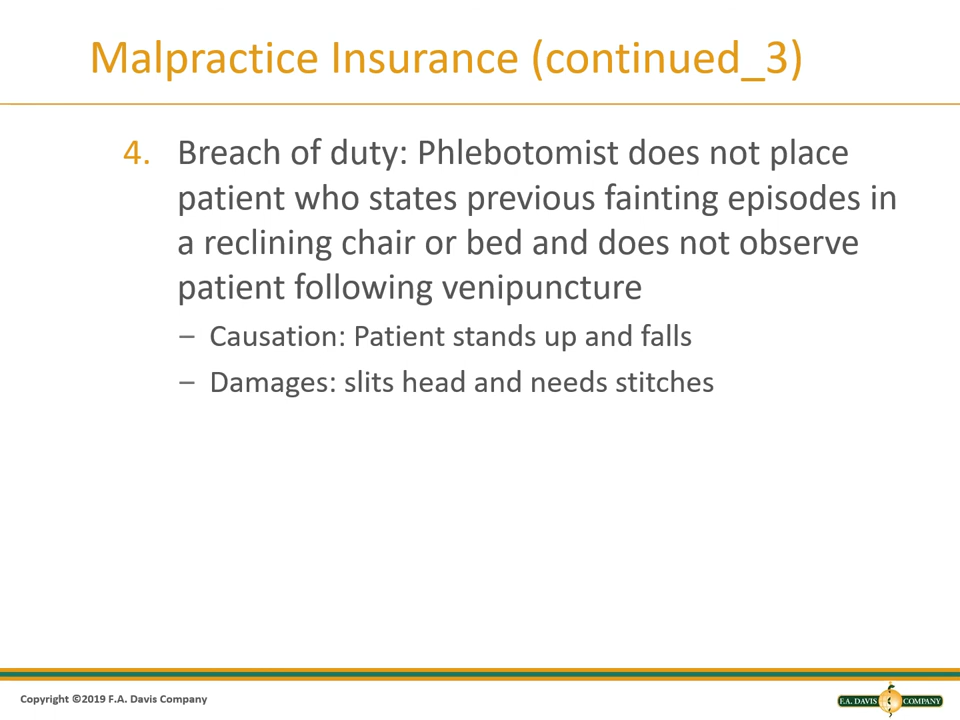 Malpractice Insurance (continued_3)
4. Breach of duty: Phlebotomist does not place
patient who states previous fainting episodes in
a reclining chair or bed and does not observe
patient following venipuncture
– Causation: Patient stands up and falls
– Damages: slits head and needs stitches
Copyright ©2019 F.A. Davis Company
F.A. DAVIS COMPANY